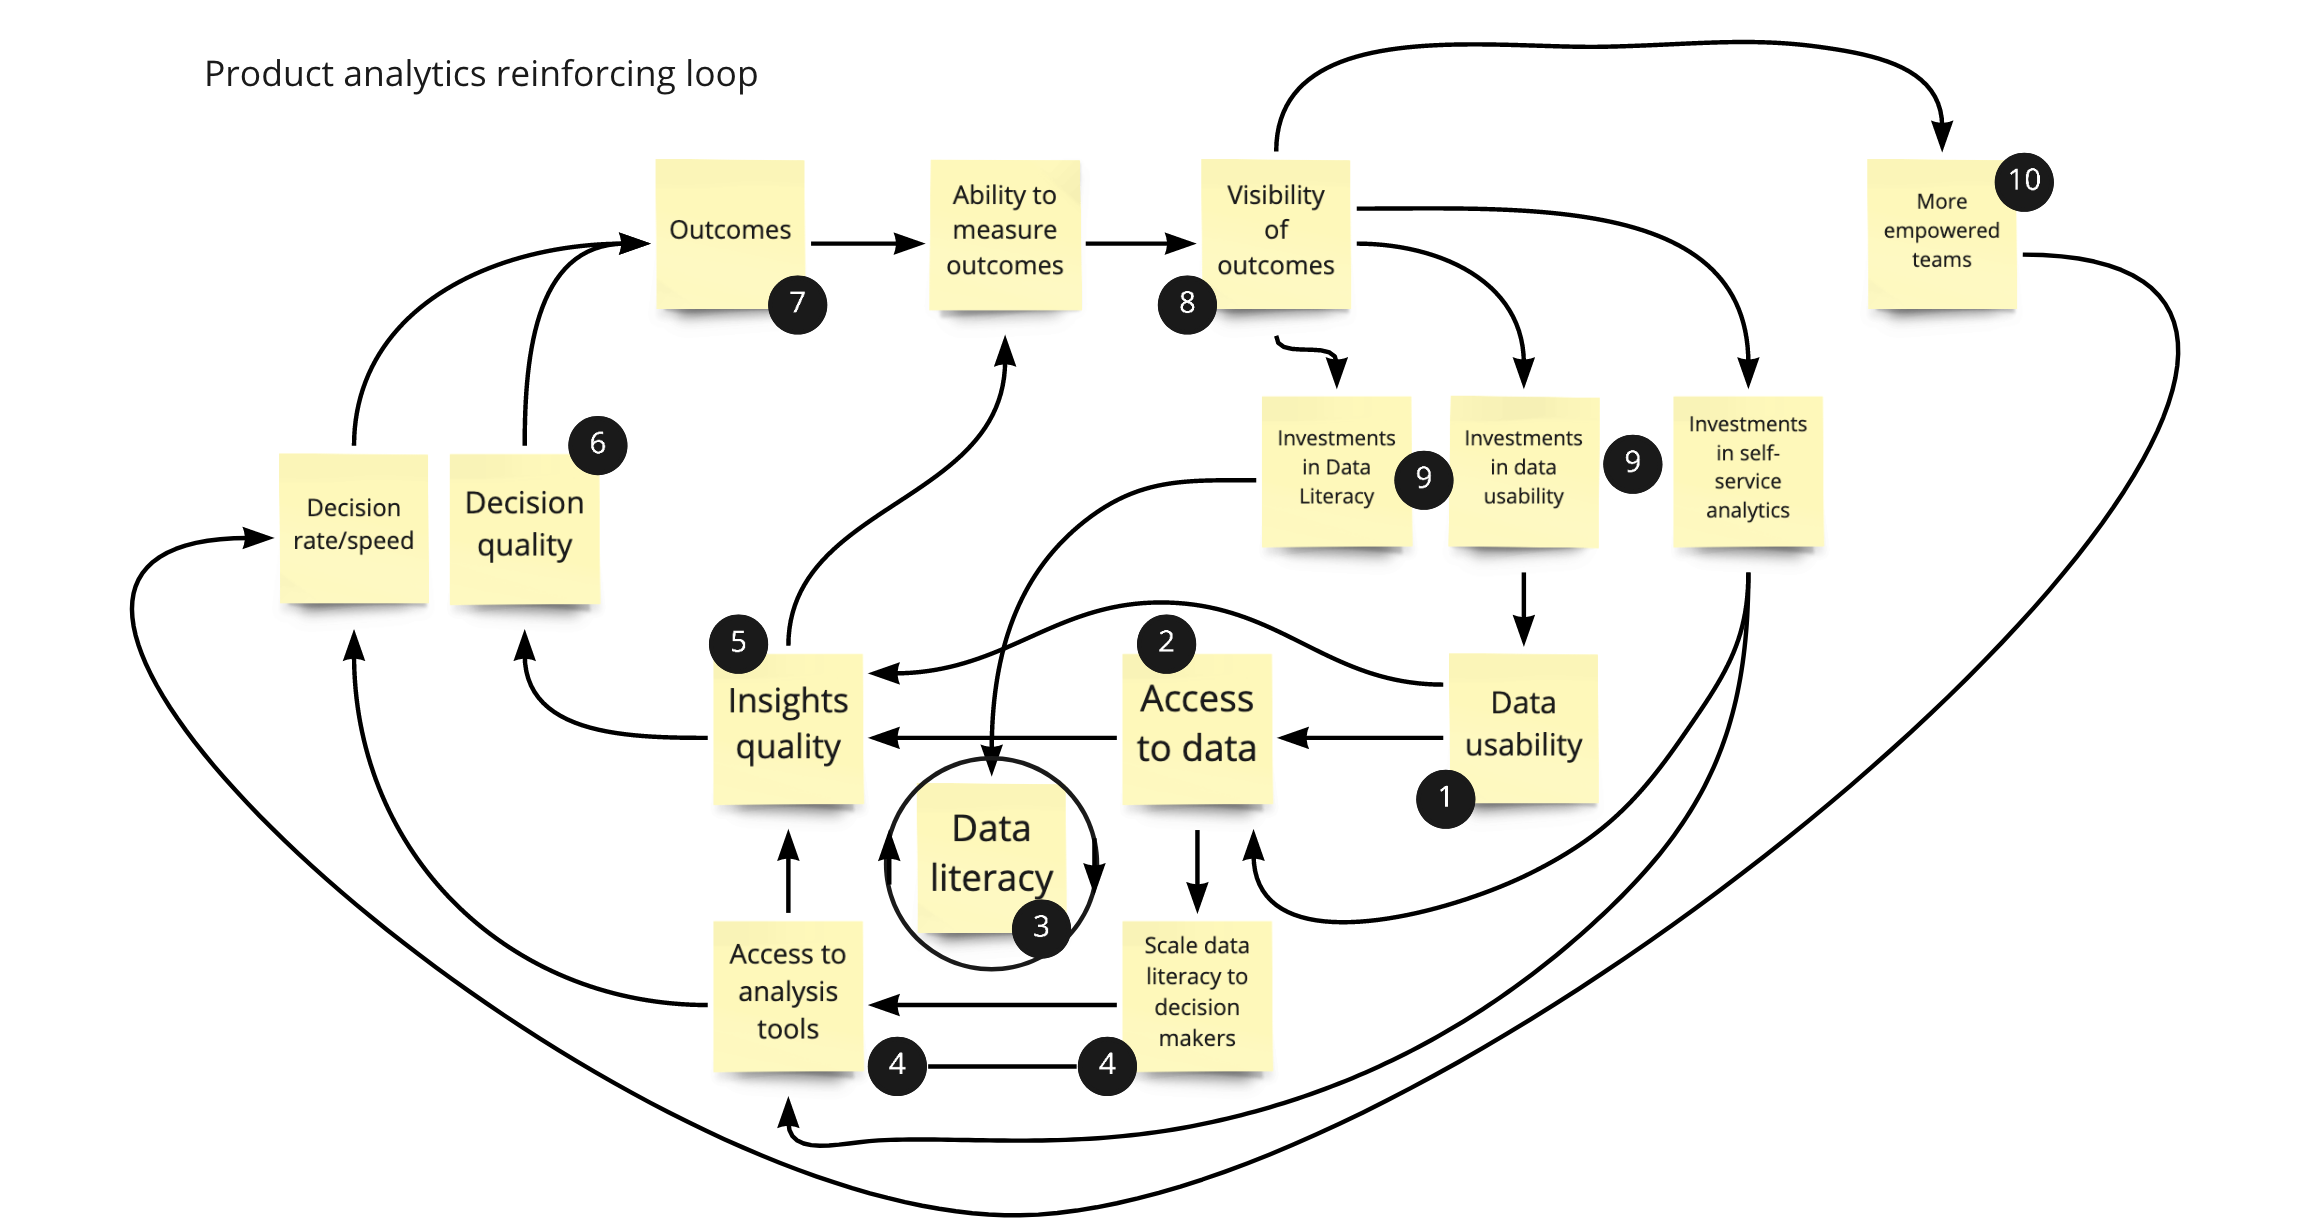 Product analytics reinforcing loop
Outcomes
7
Ability to
measure
outcomes
Visibility
of
outcomes
8
More
empowered
teams
10
Decision
rate/speed
Decision
quality
6
Investments
in Data
Literacy
9
Investments
in data
usability
9
Investments
in self-
service
analytics
5
Insights
quality
2
Access
to data
Data
usability
1
Data
literacy
3
Access to
analysis
tools
4
4
Scale data
literacy to
decision
makers